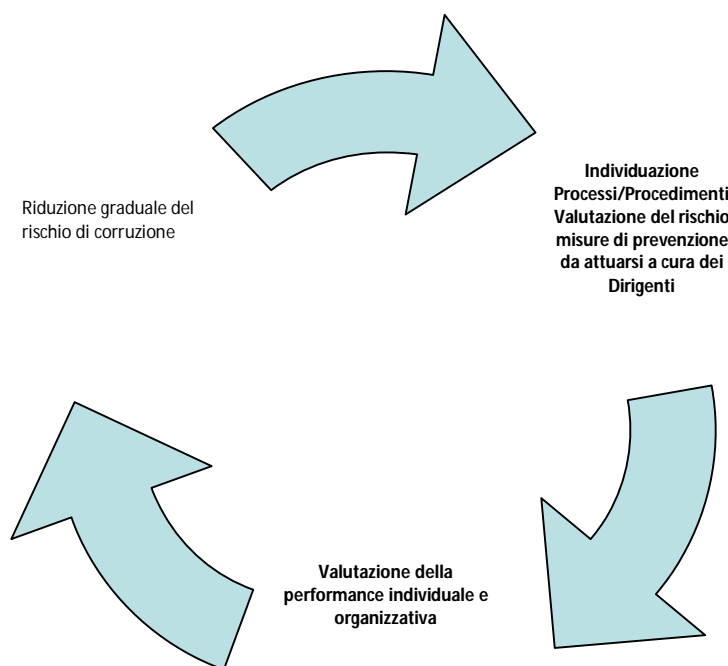 Riduzione graduale del
rischio di corruzione
Individuazione
Processi/Procedimenti
Valutazione del rischio
misure di prevenzione
da attuarsi a cura dei
Dirigenti
Valutazione della
performance individuale e
organizzativa